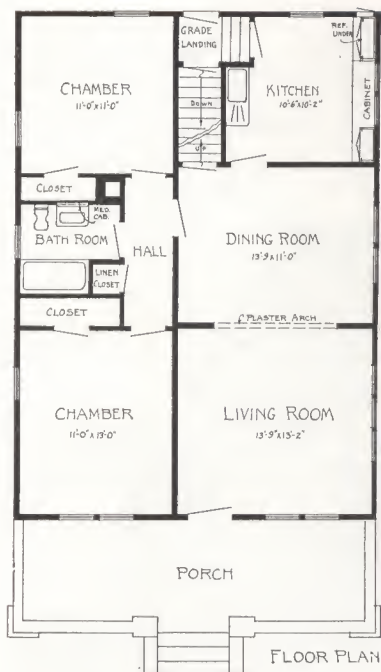 GRADE
LANDING
REF.
UNDER
CHAMBER
11'-0"x11'-0"
KITCHEN
10'-6"x10'-2"
CABINET
DOWN
UP
CLOSET
MED.
CAB.
BATH ROOM
HALL
DINING ROOM
13'-9"x11'-0"
LINEN
CLOSET
CLOSET
PLASTER ARCH
CHAMBER
11'-0"x13'-0"
LIVING ROOM
13'-9"x13'-2"
PORCH
FLOOR PLAN